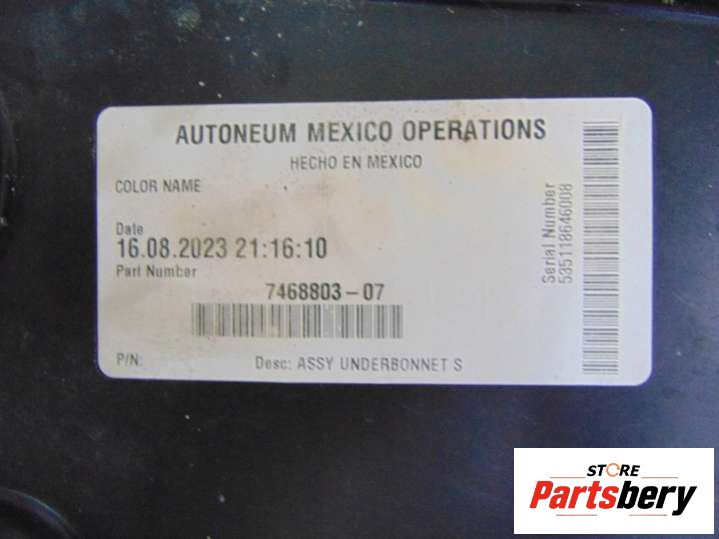 AUTONEUM MEXICO OPERATIONS
HECHO EN MEXICO
COLOR NAME
Date
16.08.2023 21:16:10
Part Number
7468803-07
P/N:
Desc: ASSY UNDERBONNET S
Serial Number
535118646008
STORE
Partsbery